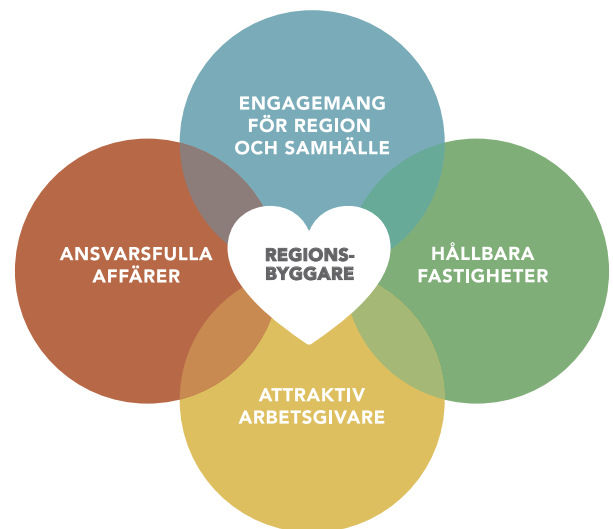 ENGAGEMANG
FÖR REGION
OCH SAMHÄLLE
ANSVARSFULLA
AFFÄRER
REGIONS-
BYGGARE
HÅLLBARA
FASTIGHETER
ATTRAKTIV
ARBETSGIVARE